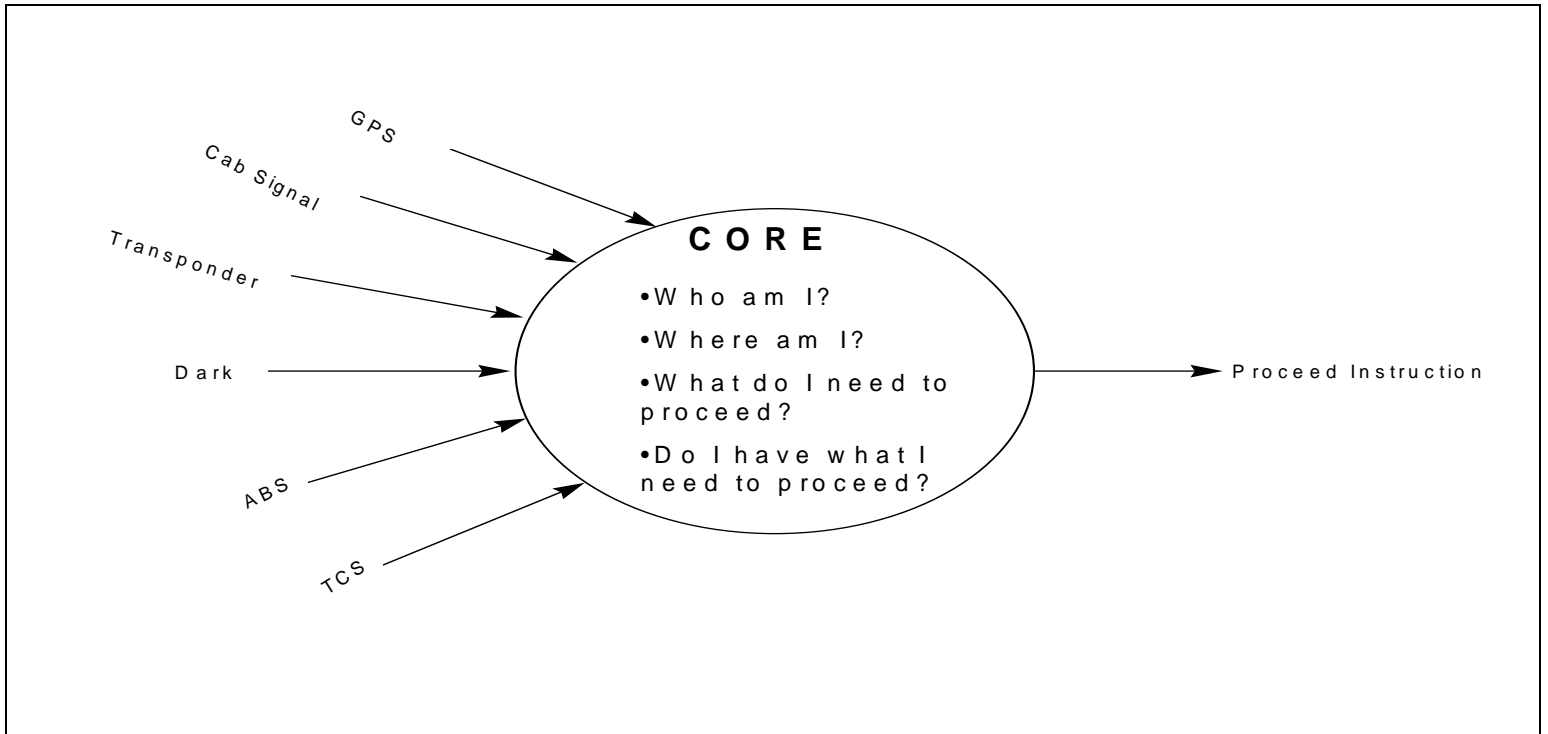 GPS
Cab Signal
Transponder
Dark
ABS
TCS
CORE
•Who am I?
•Where am I?
•What do I need to
proceed?
•Do I have what I
need to proceed?
Proceed Instruction